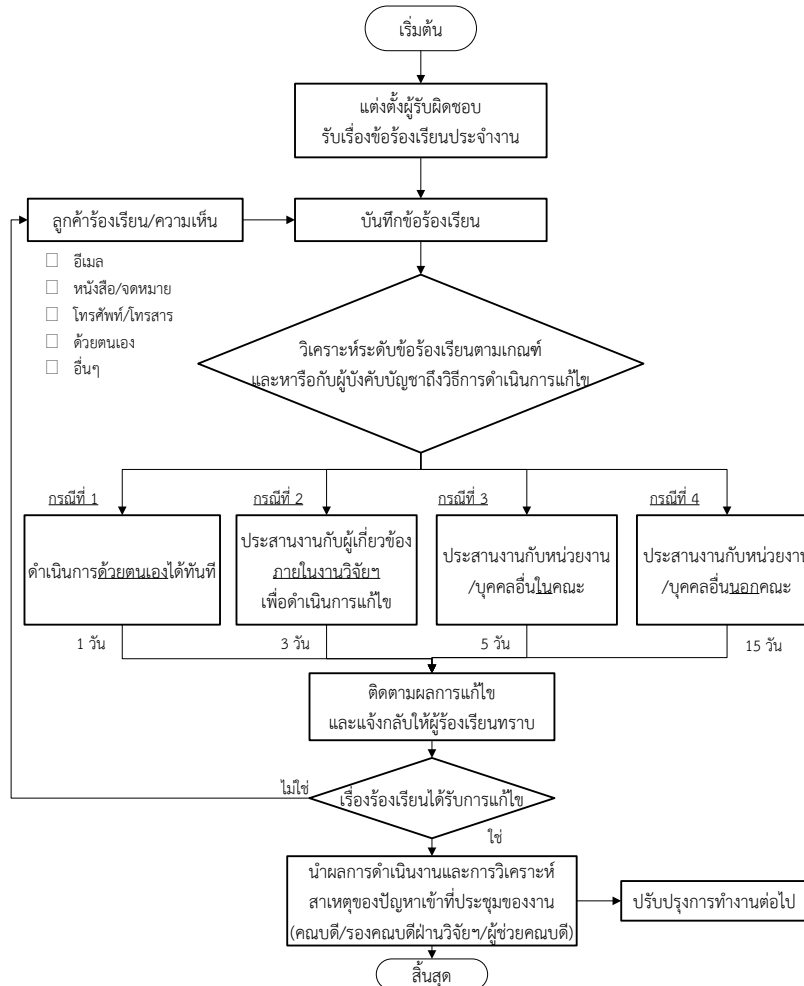 เริ่มต้น
แต่งตั้งผู้รับผิดชอบ
รับเรื่องข้อร้องเรียนประจำงาน
ลูกค้าร้องเรียน/ความเห็น
บันทึกข้อร้องเรียน
อีเมล
หนังสือ/จดหมาย
โทรศัพท์/โทรสาร
ด้วยตนเอง
อื่นๆ
วิเคราะห์ระดับข้อร้องเรียนตามเกณฑ์
และหารือกับผู้บังคับบัญชาถึงวิธีการดำเนินการแก้ไข
กรณีที่ 1
กรณีที่ 2
กรณีที่ 3
กรณีที่ 4
ดำเนินการด้วยตนเองได้ทันที
ประสานงานกับผู้เกี่ยวข้อง
ภายในงานวิจัยฯ
เพื่อดำเนินการแก้ไข
ประสานงานกับหน่วยงาน
/บุคคลอื่นในคณะ
ประสานงานกับหน่วยงาน
/บุคคลอื่นนอกคณะ
1 วัน
3 วัน
5 วัน
15 วัน
ติดตามผลการแก้ไข
และแจ้งกลับให้ผู้ร้องเรียนทราบ
ไม่ใช่
เรื่องร้องเรียนได้รับการแก้ไข
ใช่
นำผลการดำเนินงานและการวิเคราะห์
สาเหตุของปัญหาเข้าที่ประชุมของงาน
(คณบดี/รองคณบดีฝ่านวิจัยฯ/ผู้ช่วยคณบดี)
ปรับปรุงการทำงานต่อไป
สิ้นสุด